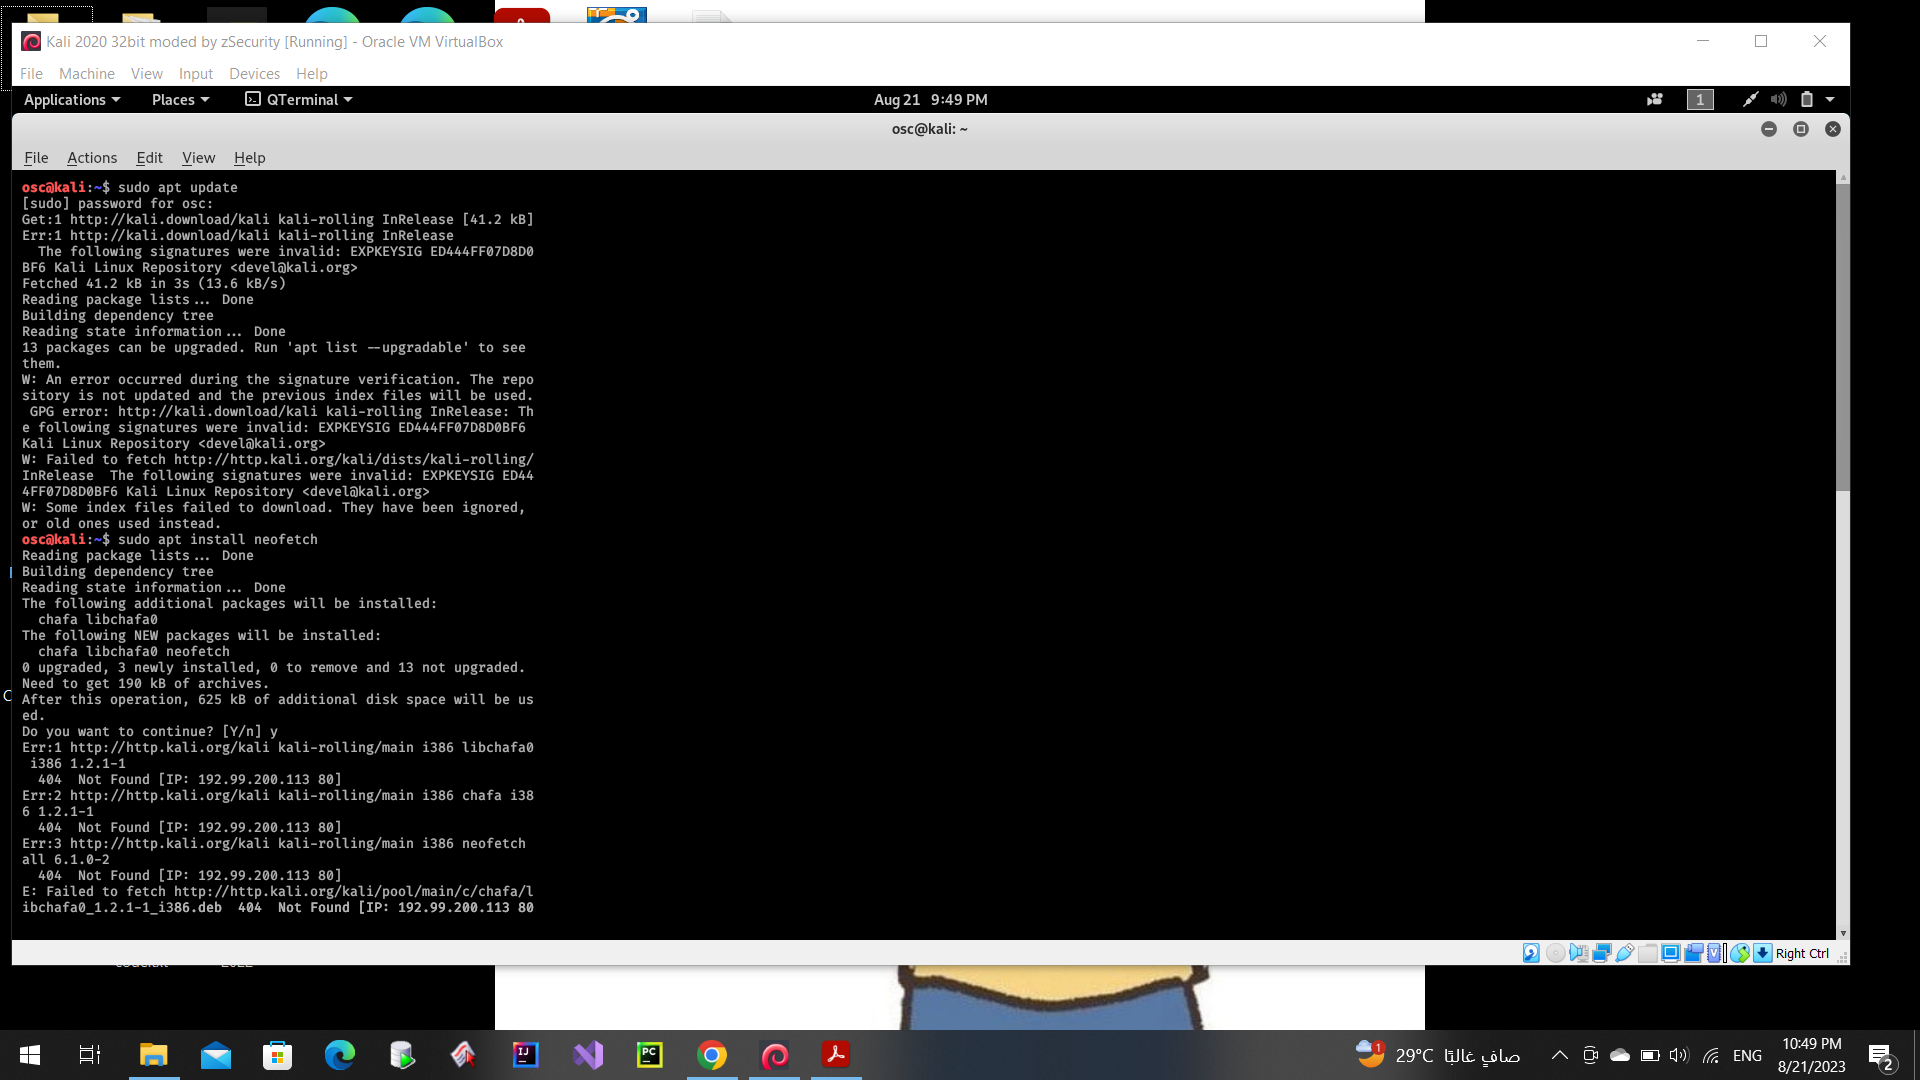 Kali 2020 32bit moded by zSecurity [Running] - Oracle VM VirtualBox
File Machine View Input Devices Help
Applications Places QTerminal Aug 21 9:49 PM 1
osc@kali: ~
File Actions Edit View Help
osc@kali:~$ sudo apt update
[sudo] password for osc:
Get:1 http://kali.download/kali kali-rolling InRelease [41.2 kB]
Err:1 http://kali.download/kali kali-rolling InRelease
The following signatures were invalid: EXPKEYSIG ED444FF07D8D0
BF6 Kali Linux Repository <devel@kali.org>
Fetched 41.2 kB in 3s (13.6 kB/s)
Reading package lists... Done
Building dependency tree
Reading state information... Done
13 packages can be upgraded. Run 'apt list --upgradable' to see
them.
W: An error occurred during the signature verification. The repo
sitory is not updated and the previous index files will be used.
GPG error: http://kali.download/kali kali-rolling InRelease: Th
e following signatures were invalid: EXPKEYSIG ED444FF07D8D0BF6
Kali Linux Repository <devel@kali.org>
W: Failed to fetch http://http.kali.org/kali/dists/kali-rolling/
InRelease  The following signatures were invalid: EXPKEYSIG ED44
4FF07D8D0BF6 Kali Linux Repository <devel@kali.org>
W: Some index files failed to download. They have been ignored,
or old ones used instead.
osc@kali:~$ sudo apt install neofetch
Reading package lists... Done
Building dependency tree
Reading state information... Done
The following additional packages will be installed:
chafa libchafa0
The following NEW packages will be installed:
chafa libchafa0 neofetch
0 upgraded, 3 newly installed, 0 to remove and 13 not upgraded.
Need to get 190 kB of archives.
After this operation, 625 kB of additional disk space will be us
ed.
Do you want to continue? [Y/n] y
Err:1 http://http.kali.org/kali kali-rolling/main i386 libchafa0
i386 1.2.1-1
404  Not Found [IP: 192.99.200.113 80]
Err:2 http://http.kali.org/kali kali-rolling/main i386 chafa i38
6 1.2.1-1
404  Not Found [IP: 192.99.200.113 80]
Err:3 http://http.kali.org/kali kali-rolling/main i386 neofetch
all 6.1.0-2
404  Not Found [IP: 192.99.200.113 80]
E: Failed to fetch http://http.kali.org/kali/pool/main/c/chafa/l
ibchafa0_1.2.1-1_i386.deb  404  Not Found [IP: 192.99.200.113 80
Right Ctrl
29°C صافٍ غالبًا ENG 10:49 PM
8/21/2023
2